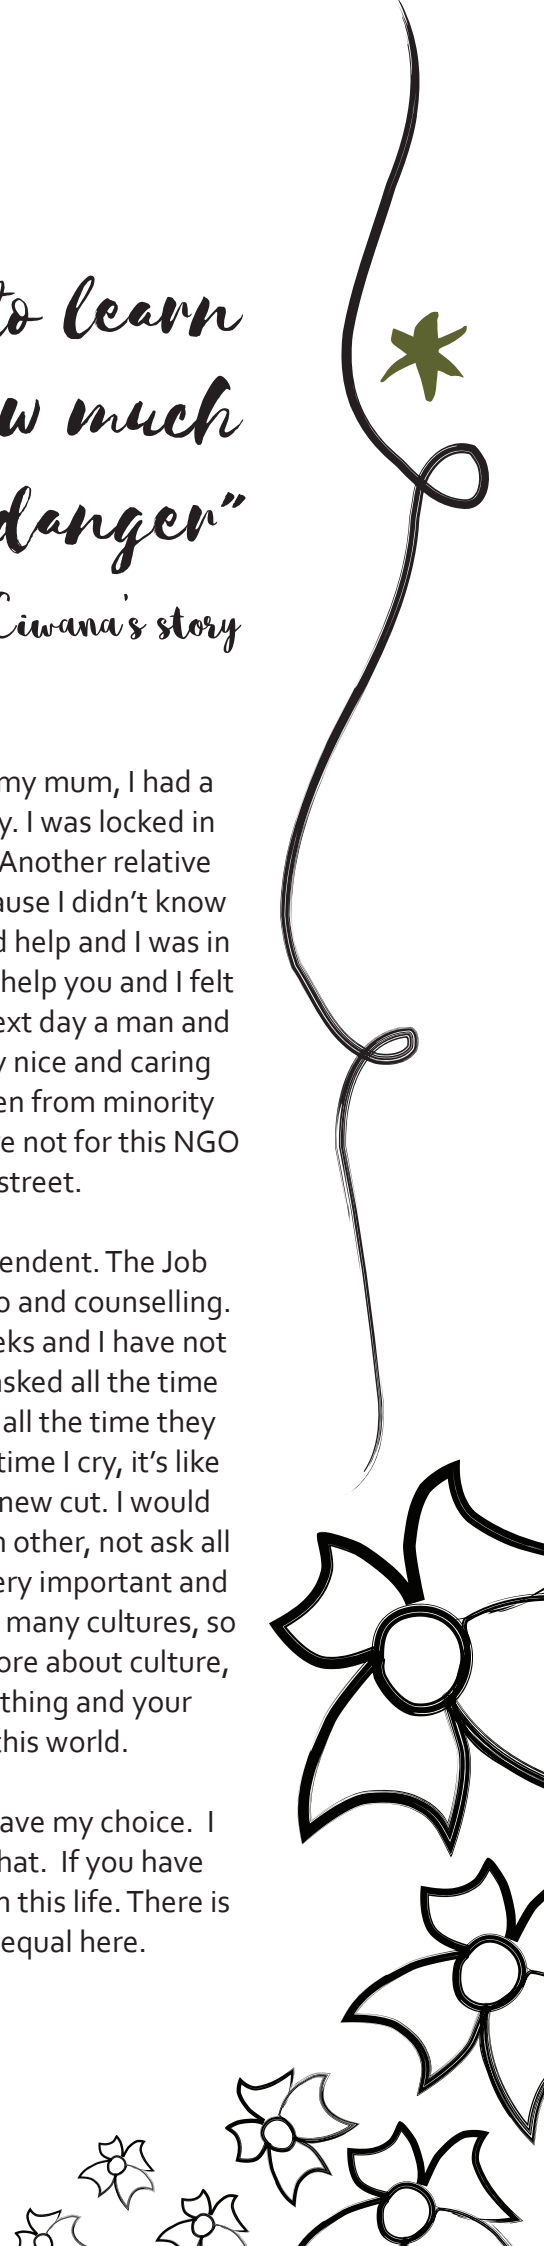 to learn
w much
danger”
Ciwana’s story
my mum, I had a
y. I was locked in
Another relative
ause I didn’t know
d help and I was in
help you and I felt
ext day a man and
y nice and caring
en from minority
e not for this NGO
street.
endent. The Job
o and counselling.
eks and I have not
asked all the time
all the time they
time I cry, it’s like
new cut. I would
n other, not ask all
ery important and
many cultures, so
ore about culture,
thing and your
this world.
ave my choice.  I
hat.  If you have
n this life. There is
equal here.